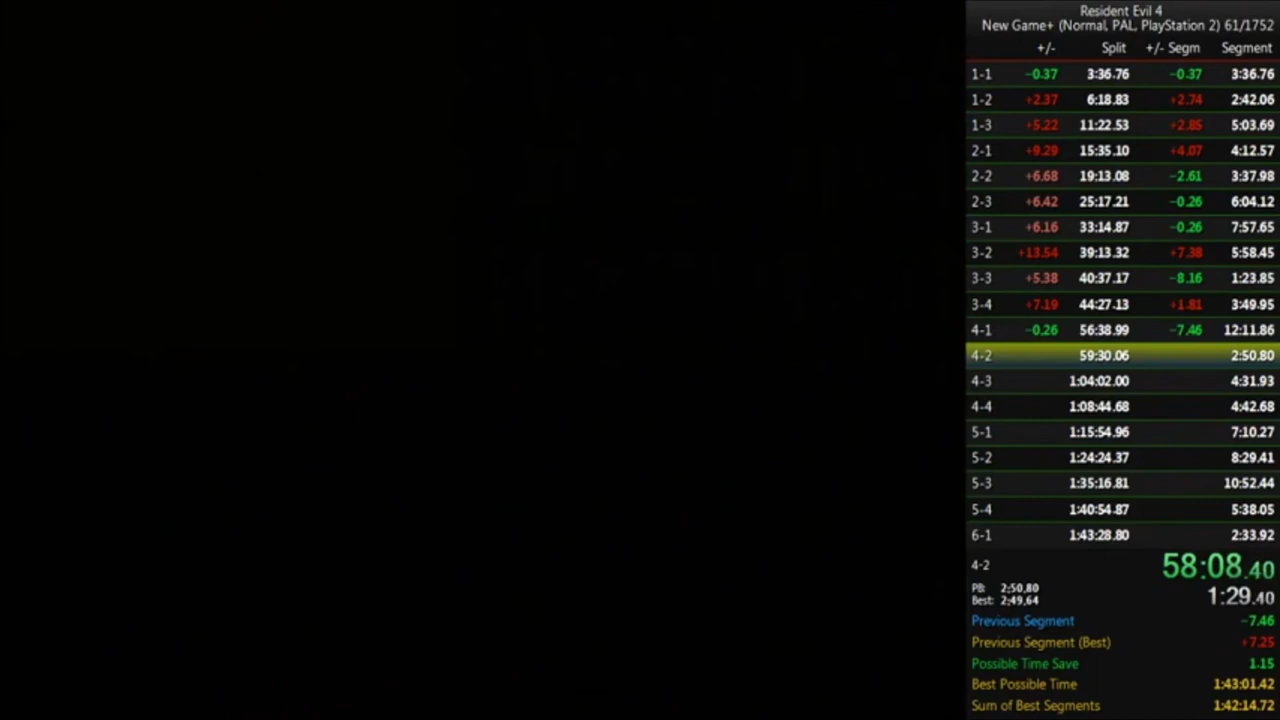 Resident Evil 4
New Game+ (Normal, PAL, PlayStation 2) 61/1752
+/- Split +/- Segm Segment
1-1 −0.37 3:36.76 −0.37 3:36.76
1-2 +2.37 6:18.83 +2.74 2:42.06
1-3 +5.22 11:22.53 +2.85 5:03.69
2-1 +9.29 15:35.10 +4.07 4:12.57
2-2 +6.68 19:13.08 −2.61 3:37.98
2-3 +6.42 25:17.21 −0.26 6:04.12
3-1 +6.16 33:14.87 −0.26 7:57.65
3-2 +13.54 39:13.32 +7.38 5:58.45
3-3 +5.38 40:37.17 −8.16 1:23.85
3-4 +7.19 44:27.13 +1.81 3:49.95
4-1 −0.26 56:38.99 −7.46 12:11.86
4-2 59:30.06 2:50.80
4-3 1:04:02.00 4:31.93
4-4 1:08:44.68 4:42.68
5-1 1:15:54.96 7:10.27
5-2 1:24:24.37 8:29.41
5-3 1:35:16.81 10:52.44
5-4 1:40:54.87 5:38.05
6-1 1:43:28.80 2:33.92
4-2 58:08.40
PB: 2:50.80
Best: 2:49.64 1:29.40
Previous Segment −7.46
Previous Segment (Best) +7.25
Possible Time Save 1.15
Best Possible Time 1:43:01.42
Sum of Best Segments 1:42:14.72